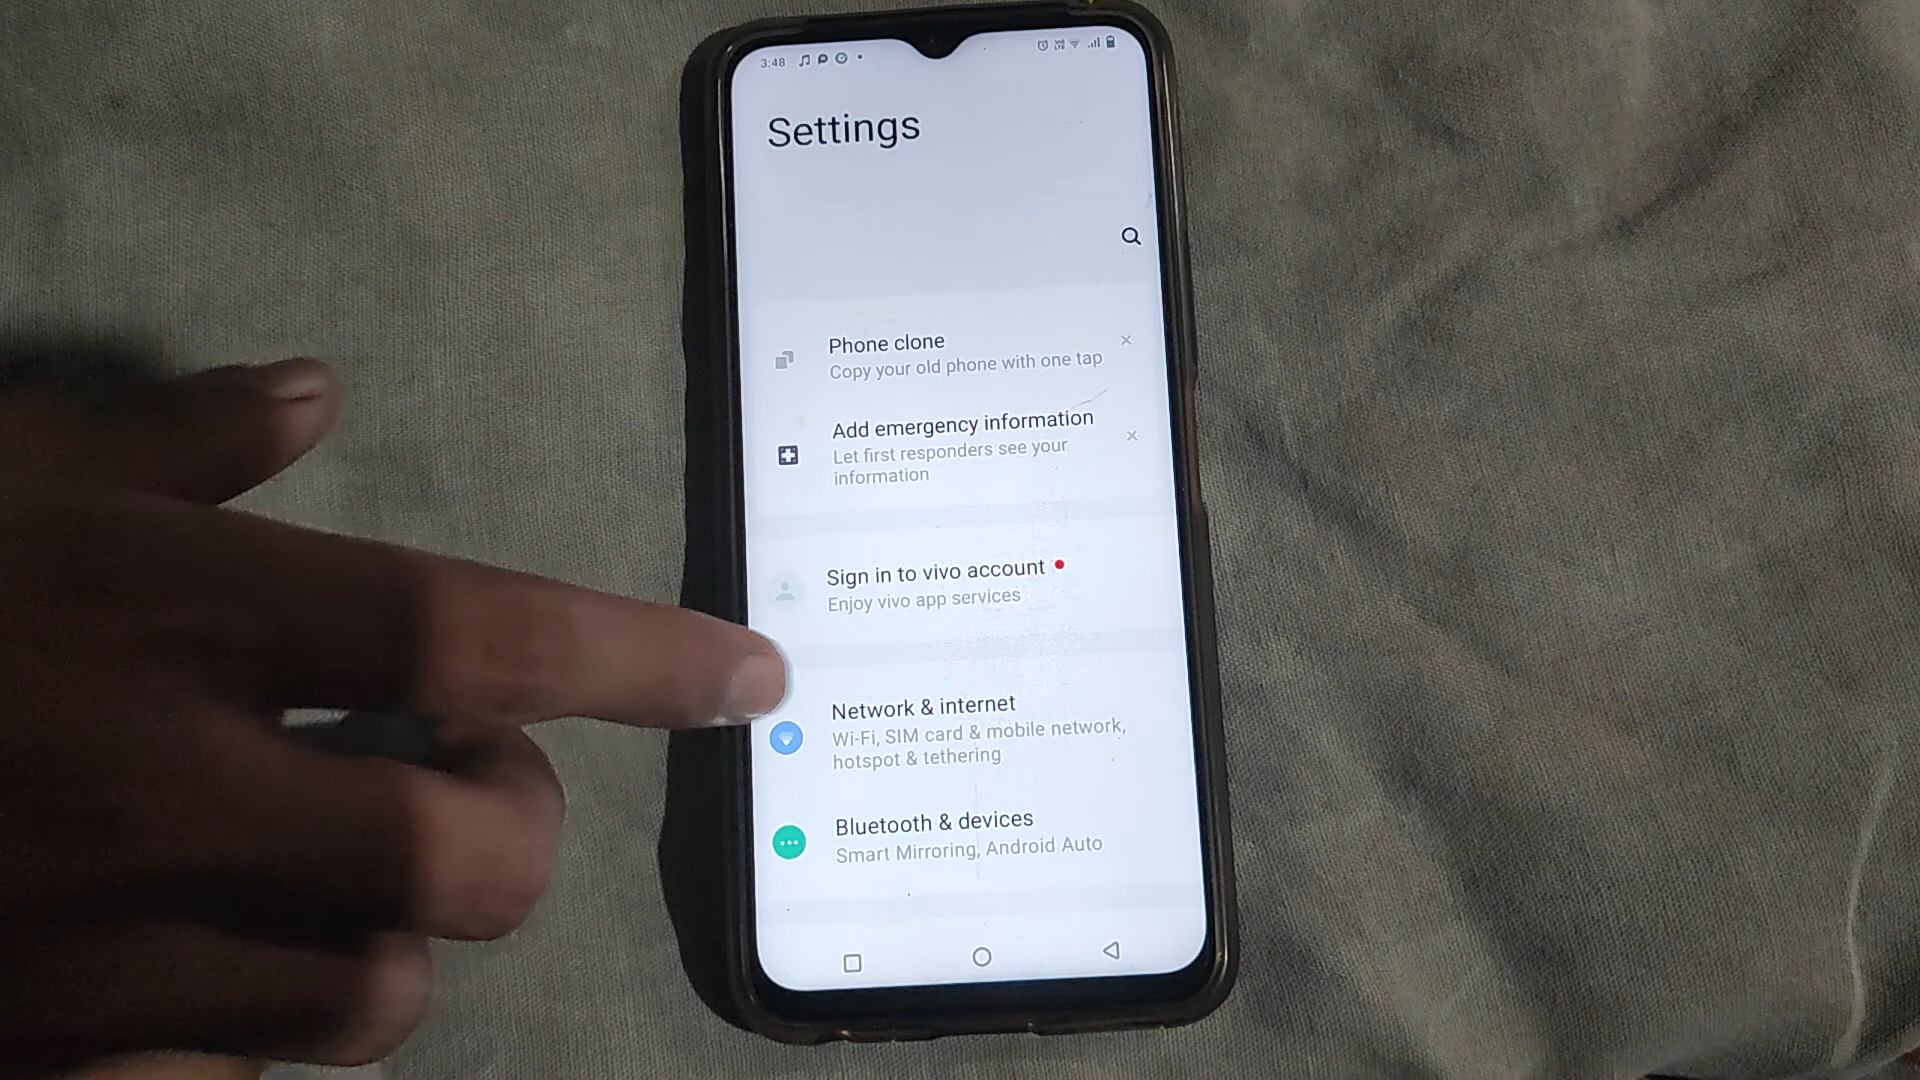 3:48
Settings
Phone clone
Copy your old phone with one tap
Add emergency information
Let first responders see your
information
Sign in to vivo account
Enjoy vivo app services
Network & internet
Wi-Fi, SIM card & mobile network,
hotspot & tethering
Bluetooth & devices
Smart Mirroring, Android Auto